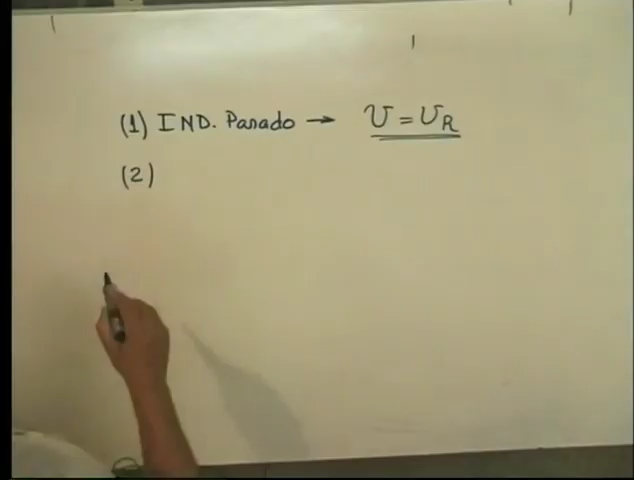 (1) IND. Parado → V = V_R
(2)